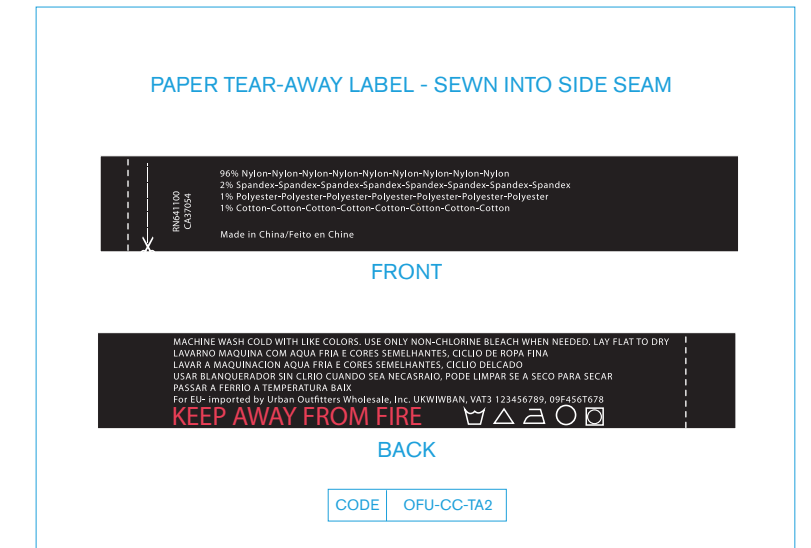 PAPER TEAR-AWAY LABEL - SEWN INTO SIDE SEAM
RN641100
CA37054
96% Nylon-Nylon-Nylon-Nylon-Nylon-Nylon-Nylon-Nylon-Nylon
2% Spandex-Spandex-Spandex-Spandex-Spandex-Spandex-Spandex-Spandex
1% Polyester-Polyester-Polyester-Polyester-Polyester-Polyester-Polyester
1% Cotton-Cotton-Cotton-Cotton-Cotton-Cotton-Cotton-Cotton
Made in China/Feito en Chine
FRONT
MACHINE WASH COLD WITH LIKE COLORS. USE ONLY NON-CHLORINE BLEACH WHEN NEEDED. LAY FLAT TO DRY
LAVARNO MAQUINA COM AQUA FRIA E CORES SEMELHANTES, CICLIO DE ROPA FINA
LAVAR A MAQUINACION AQUA FRIA E CORES SEMELHANTES, CICLIO DELCADO
USAR BLANQUERADOR SIN CLRIO CUANDO SEA NECASRAIO, PODE LIMPAR SE A SECO PARA SECAR
PASSAR A FERRIO A TEMPERATURA BAIX
For EU- imported by Urban Outfitters Wholesale, Inc. UKWIWBAN, VAT3 123456789, 09F456T678
KEEP AWAY FROM FIRE
BACK
CODE OFU-CC-TA2